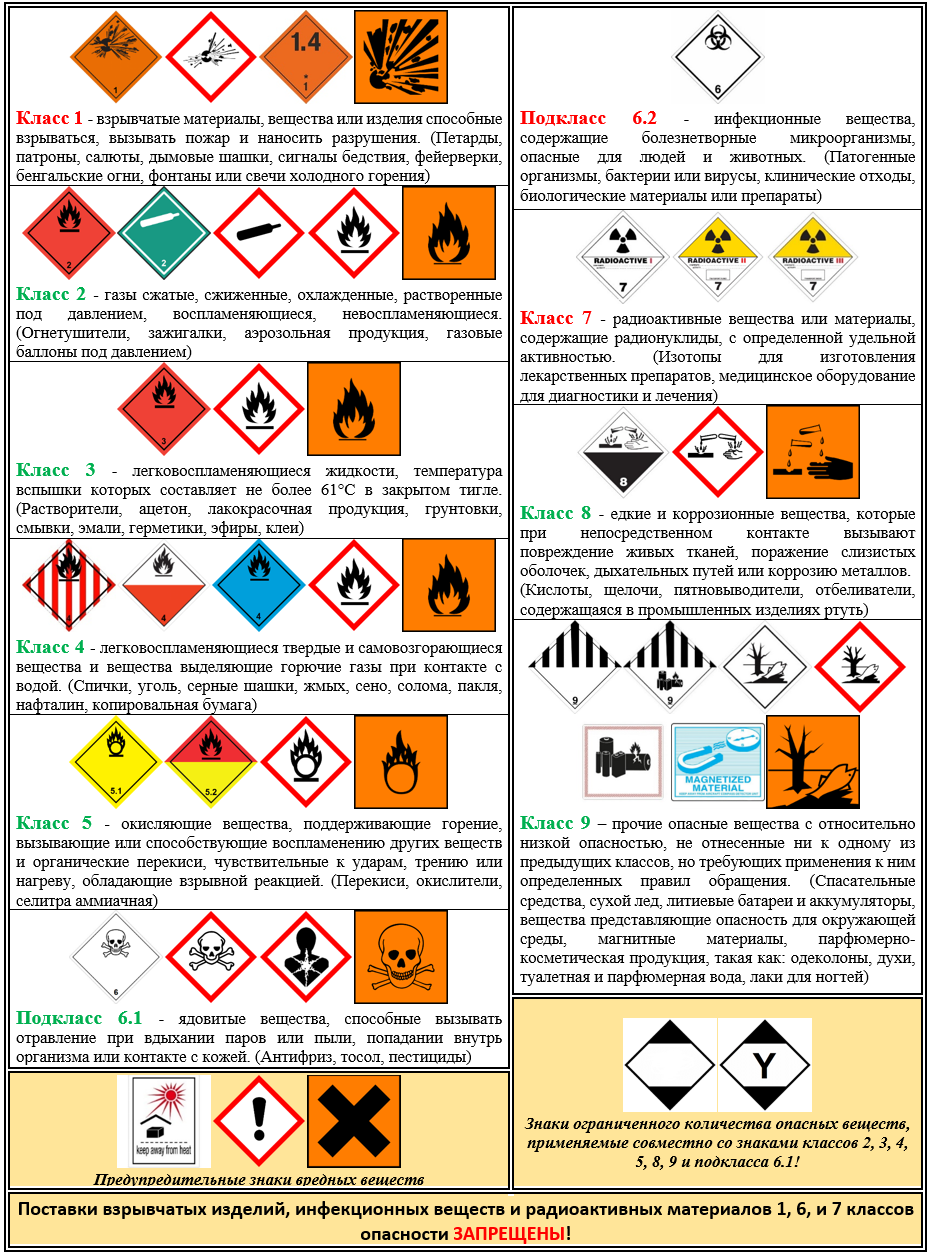 1
1.4
1
Класс 1 - взрывчатые материалы, вещества или изделия способные
взрываться, вызывать пожар и наносить разрушения. (Петарды,
патроны, салюты, дымовые шашки, сигналы бедствия, фейерверки,
бенгальские огни, фонтаны или свечи холодного горения)
2
2
Класс 2 - газы сжатые, сжиженные, охлажденные, растворенные
под давлением, воспламеняющиеся, невоспламеняющиеся.
(Огнетушители, зажигалки, аэрозольная продукция, газовые
баллоны под давлением)
3
Класс 3 - легковоспламеняющиеся жидкости, температура
вспышки которых составляет не более 61°С в закрытом тигле.
(Растворители, ацетон, лакокрасочная продукция, грунтовки,
смывки, эмали, герметики, эфиры, клеи)
4
4
Класс 4 - легковоспламеняющиеся твердые и самовозгорающиеся
вещества и вещества выделяющие горючие газы при контакте с
водой. (Спички, уголь, серные шашки, жмых, сено, солома, пакля,
нафталин, копировальная бумага)
5.1
5.2
Класс 5 - окисляющие вещества, поддерживающие горение,
вызывающие или способствующие воспламенению других веществ
и органические перекиси, чувствительные к ударам, трению или
нагреву, обладающие взрывной реакцией. (Перекиси, окислители,
селитра аммиачная)
6
Подкласс 6.1 - ядовитые вещества, способные вызывать
отравление при вдыхании паров или пыли, попадании внутрь
организма или контакте с кожей. (Антифриз, тосол, пестициды)
keep away from heat
Предупредительные знаки вредных веществ
6
Подкласс 6.2 - инфекционные вещества,
содержащие болезнетворные микроорганизмы,
опасные для людей и животных. (Патогенные
организмы, бактерии или вирусы, клинические отходы,
биологические материалы или препараты)
RADIOACTIVE I
7
RADIOACTIVE II
7
RADIOACTIVE III
7
Класс 7 - радиоактивные вещества или материалы,
содержащие радионуклиды, с определенной удельной
активностью. (Изотопы для изготовления
лекарственных препаратов, медицинское оборудование
для диагностики и лечения)
8
Класс 8 - едкие и коррозионные вещества, которые
при непосредственном контакте вызывают
повреждение живых тканей, поражение слизистых
оболочек, дыхательных путей или коррозию металлов.
(Кислоты, щелочи, пятновыводители, отбеливатели,
содержащаяся в промышленных изделиях ртуть)
9
9
MAGNETIZED
MATERIAL
Класс 9 – прочие опасные вещества с относительно
низкой опасностью, не отнесенные ни к одному из
предыдущих классов, но требующих применения к ним
определенных правил обращения. (Спасательные
средства, сухой лед, литиевые батареи и аккумуляторы,
вещества представляющие опасность для окружающей
среды, магнитные материалы, парфюмерно-
косметическая продукция, такая как: одеколоны, духи,
туалетная и парфюмерная вода, лаки для ногтей)
Y
Знаки ограниченного количества опасных веществ,
применяемые совместно со знаками классов 2, 3, 4,
5, 8, 9 и подкласса 6.1!
Поставки взрывчатых изделий, инфекционных веществ и радиоактивных материалов 1, 6, и 7 классов
опасности ЗАПРЕЩЕНЫ!